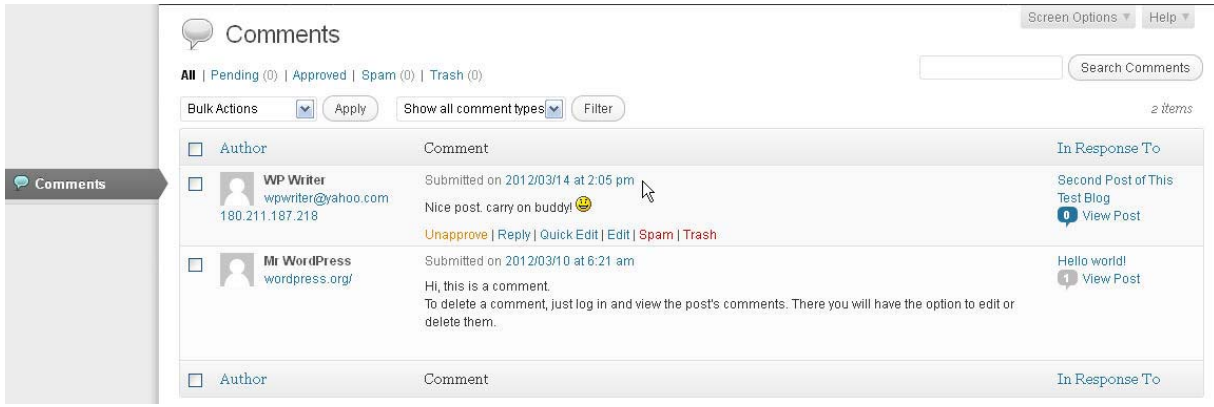 Screen Options Help
Comments
All | Pending (0) | Approved | Spam (0) | Trash (0)
Search Comments
Bulk Actions Apply Show all comment types Filter 2 items
Author Comment In Response To
Comments
WP Writer Submitted on 2012/03/14 at 2:05 pm Second Post of This
wpwriter@yahoo.com Test Blog
180.211.187.218 Nice post. carry on buddy! 0 View Post
Unapprove | Reply | Quick Edit | Edit | Spam | Trash
Mr WordPress Submitted on 2012/03/10 at 6:21 am Hello world!
wordpress.org/ 1 View Post
Hi, this is a comment.
To delete a comment, just log in and view the post's comments. There you will have the option to edit or
delete them.
Author Comment In Response To